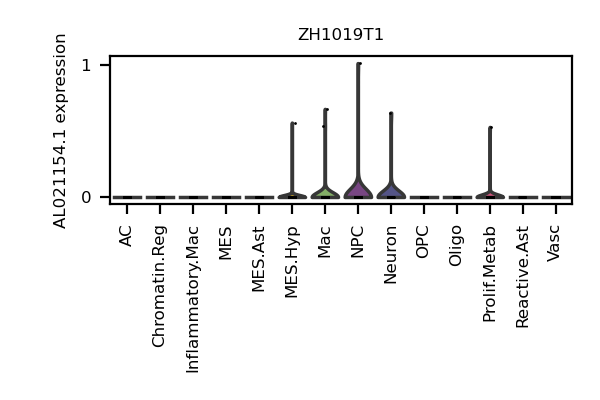 ZH1019T1
AL021154.1 expression
1
0
AC
Chromatin.Reg
Inflammatory.Mac
MES
MES.Ast
MES.Hyp
Mac
NPC
Neuron
OPC
Oligo
Prolif.Metab
Reactive.Ast
Vasc